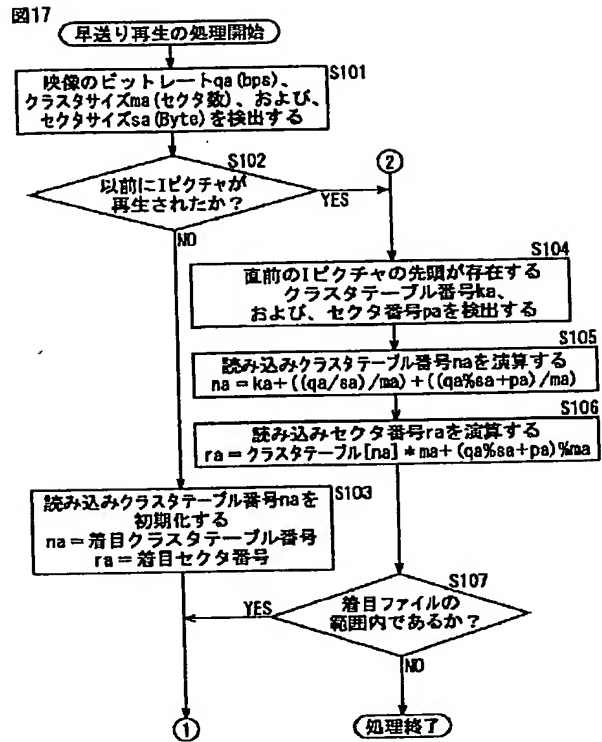 図17
早送り再生の処理開始
S101
映像のビットレートqa(bps)、
クラスタサイズma(セクタ数)、および、
セクタサイズsa(Byte)を検出する
S102
以前にIピクチャが
再生されたか?
YES
NO
②
S104
直前のIピクチャの先頭が存在する
クラスタテーブル番号ka、
および、セクタ番号paを検出する
S105
読み込みクラスタテーブル番号naを演算する
na=ka+((qa/sa)/ma)+((qa%sa+pa)/ma)
S106
読み込みセクタ番号raを演算する
ra=クラスタテーブル[na]*ma+(qa%sa+pa)%ma
S103
読み込みクラスタテーブル番号naを
初期化する
na=着目クラスタテーブル番号
ra=着目セクタ番号
S107
着目ファイルの
範囲内であるか?
YES
NO
①
処理終了